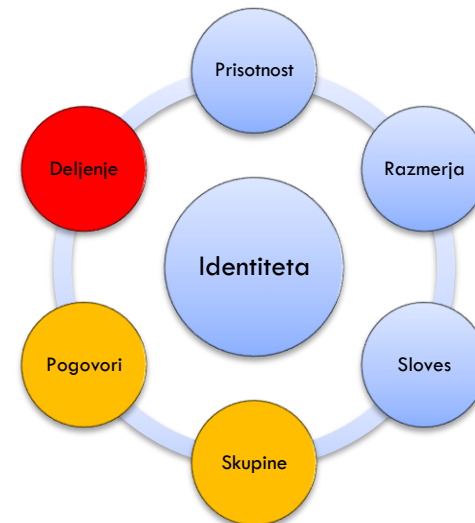 Prisotnost
Deljenje
Razmerja
Identiteta
Pogovori
Sloves
Skupine